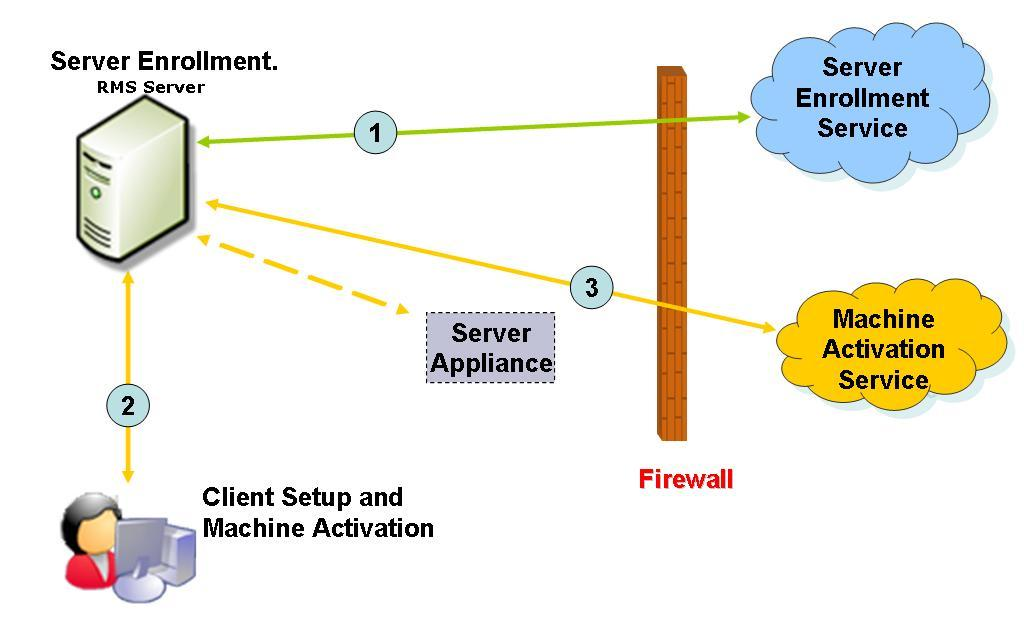 Server Enrollment.
RMS Server
1
Server
Enrollment
Service
3
Server
Appliance
Machine
Activation
Service
2
Firewall
Client Setup and
Machine Activation